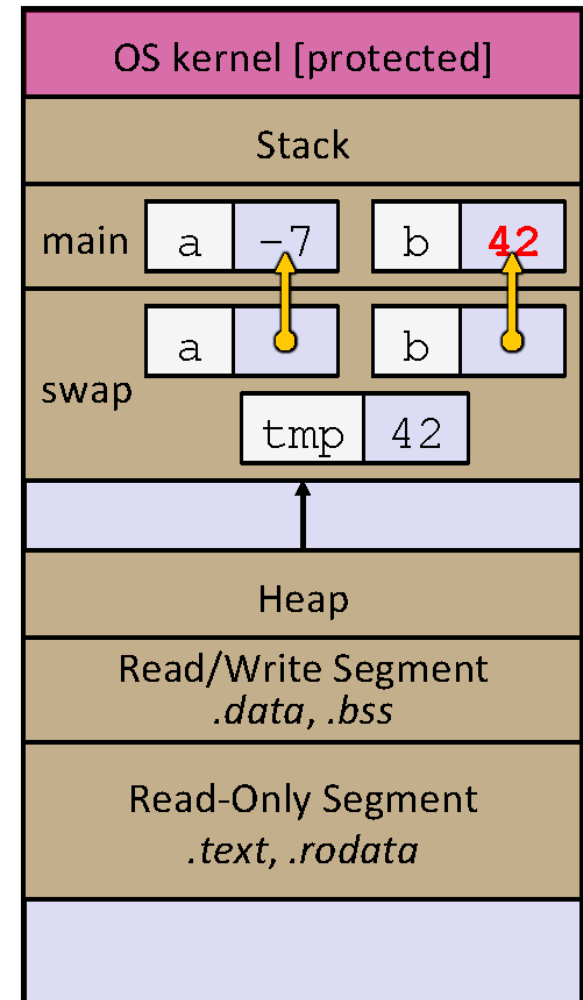 OS kernel [protected]
Stack
main a -7 b 42
swap a b
tmp 42
Heap
Read/Write Segment
.data, .bss
Read-Only Segment
.text, .rodata